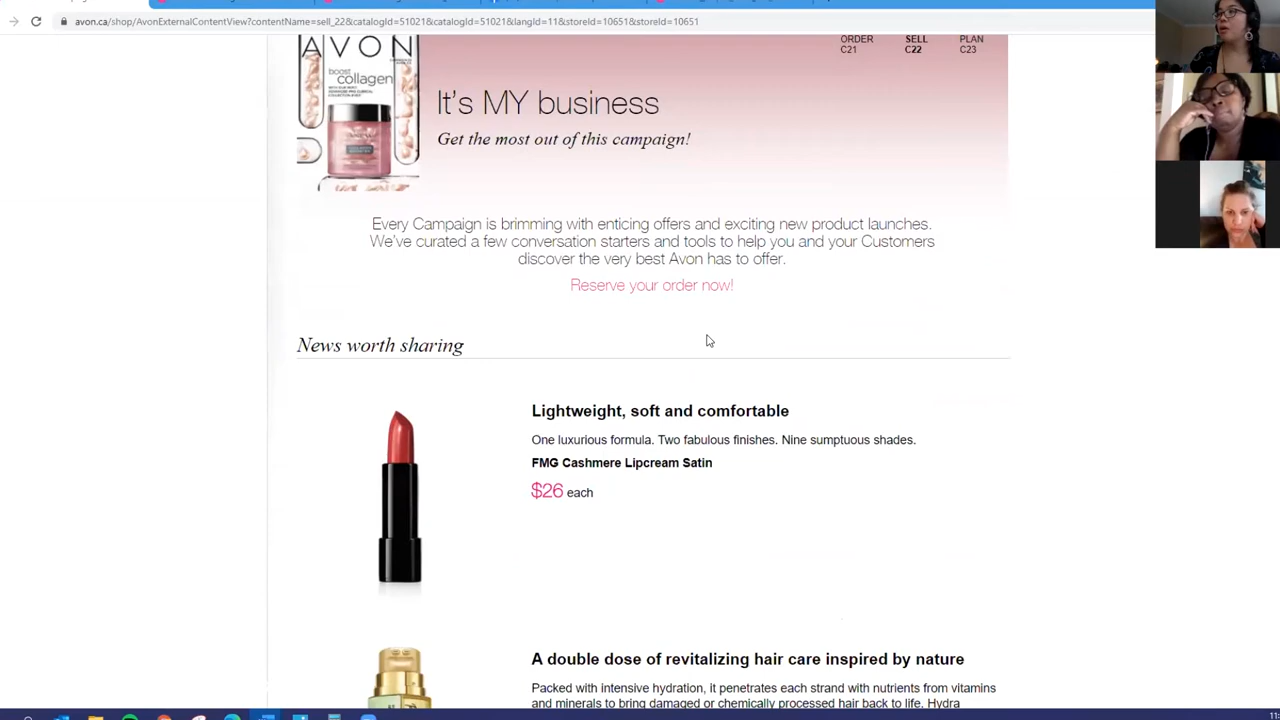 avon.ca/shop/AvonExternalContentView?contentName=sell_22&catalogId=51021&catalogId=51021&langId=11&storeId=10651&storeId=10651
AVON
boost
collagen
ORDER SELL PLAN
C21 C22 C23
It's MY business
Get the most out of this campaign!
Every Campaign is brimming with enticing offers and exciting new product launches.
We've curated a few conversation starters and tools to help you and your Customers
discover the very best Avon has to offer.
Reserve your order now!
News worth sharing
Lightweight, soft and comfortable
One luxurious formula. Two fabulous finishes. Nine sumptuous shades.
FMG Cashmere Lipcream Satin
$26 each
A double dose of revitalizing hair care inspired by nature
Packed with intensive hydration, it penetrates each strand with nutrients from vitamins
and minerals to bring damaged or chemically processed hair back to life. Hydra